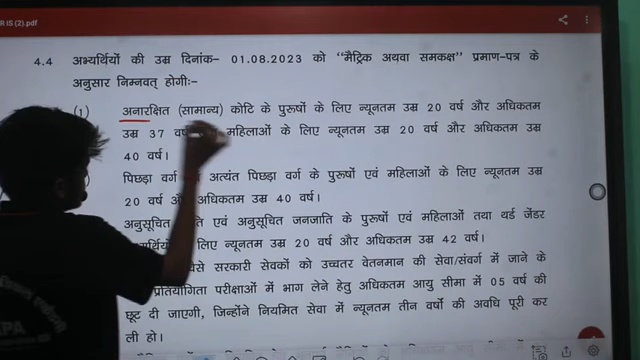 R IS (2).pdf
4.4 अभ्यर्थियों की उम्र दिनांक- 01.08.2023 को "मैट्रिक अथवा समकक्ष" प्रमाण-पत्र के
अनुसार निम्नवत् होगी:-
(1) अनारक्षित (सामान्य) कोटि के पुरुषों के लिए न्यूनतम उम्र 20 वर्ष और अधिकतम
उम्र 37 वर्ष महिलाओं के लिए न्यूनतम उम्र 20 वर्ष और अधिकतम उम्र
40 वर्ष।
पिछड़ा वर्ग अत्यंत पिछड़ा वर्ग के पुरुषों एवं महिलाओं के लिए न्यूनतम उम्र
20 वर्ष अधिकतम उम्र 40 वर्ष।
अनुसूचित एवं अनुसूचित जनजाति के पुरुषों एवं महिलाओं तथा थर्ड जेंडर
लिए न्यूनतम उम्र 20 वर्ष और अधिकतम उम्र 42 वर्ष।
सरकारी सेवकों को उच्चतर वेतनमान की सेवा/संवर्ग में जाने के
प्रतियोगिता परीक्षाओं में भाग लेने हेतु अधिकतम आयु सीमा में 05 वर्ष की
छूट दी जाएगी, जिन्होंने नियमित सेवा में न्यूनतम तीन वर्षों की अवधि पूरी कर
ली हो।